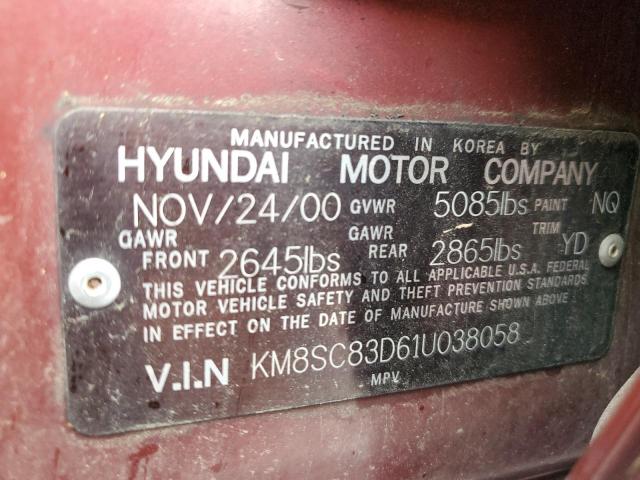 MANUFACTURED IN KOREA BY
HYUNDAI MOTOR COMPANY
NOV/24/00 GVWR 5085lbs PAINT NQ
GAWR FRONT 2645lbs GAWR REAR 2865lbs TRIM YD
THIS VEHICLE CONFORMS TO ALL APPLICABLE U.S.A. FEDERAL
MOTOR VEHICLE SAFETY AND THEFT PREVENTION STANDARDS
IN EFFECT ON THE DATE OF MANUFACTURE SHOWN ABOVE.
V.I.N KM8SC83D61U038058
MPV